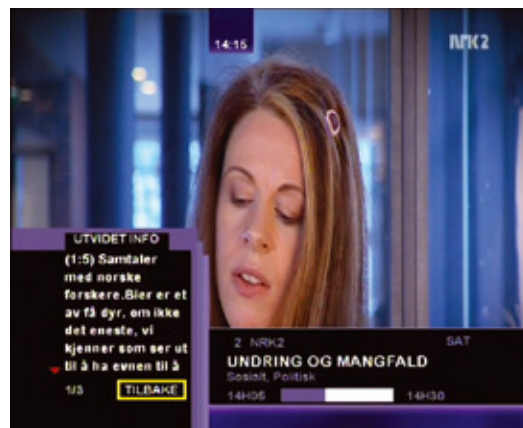 14:15
NRK2
UTVIDET INFO
(1:5) Samtaler
med norske
forskere.Bier er et
av få dyr, om ikke
det eneste, vi
kjenner som ser ut
til å ha evnen til å
1/3 TILBAKE
2 NRK2 SAT
UNDRING OG MANGFALD
Sosialt, Politisk
14H05 14H30